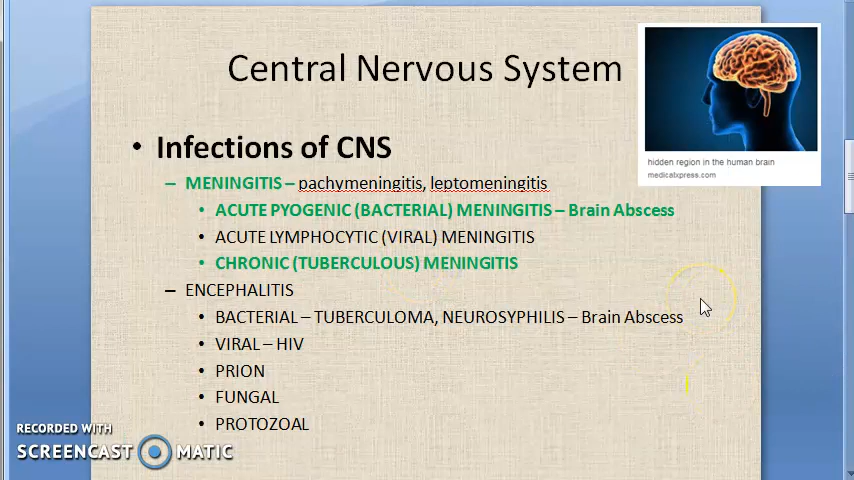 Central Nervous System
hidden region in the human brain
medicalxpress.com
• Infections of CNS
– MENINGITIS – pachymeningitis, leptomeningitis
• ACUTE PYOGENIC (BACTERIAL) MENINGITIS – Brain Abscess
• ACUTE LYMPHOCYTIC (VIRAL) MENINGITIS
• CHRONIC (TUBERCULOUS) MENINGITIS
– ENCEPHALITIS
• BACTERIAL – TUBERCULOMA, NEUROSYPHILIS – Brain Abscess
• VIRAL – HIV
• PRION
• FUNGAL
• PROTOZOAL
RECORDED WITH
SCREENCAST MATIC